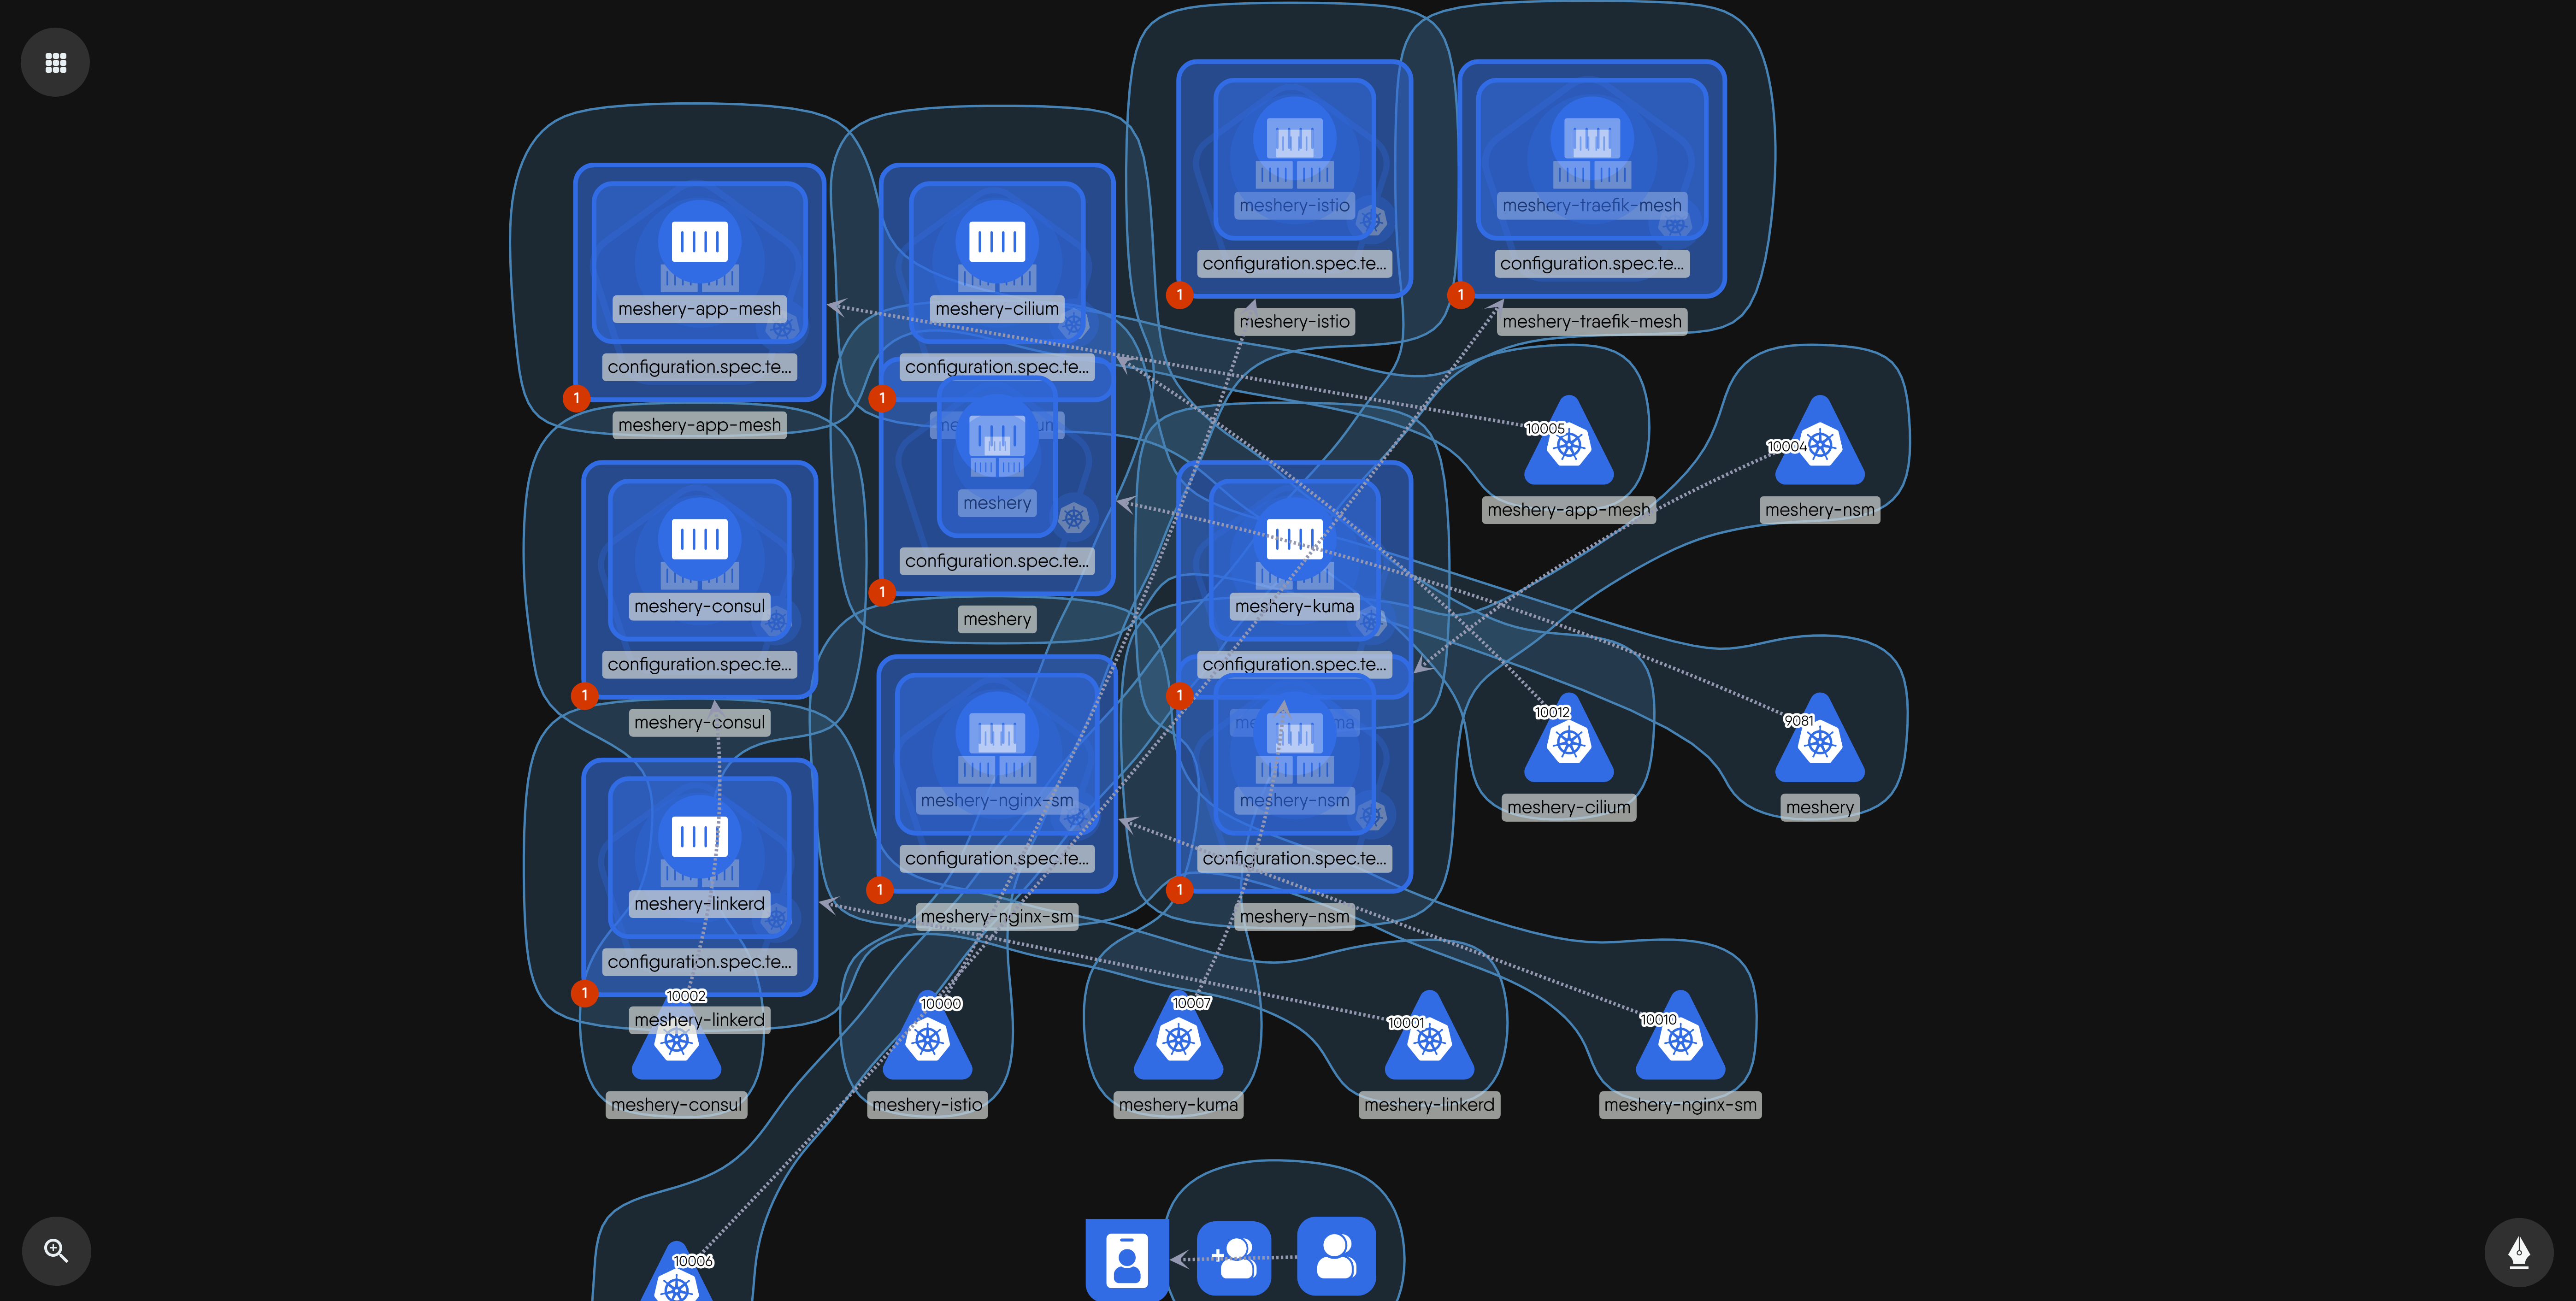 meshery-istio
configuration.spec.te...
1
meshery-istio
meshery-traefik-mesh
configuration.spec.te...
1
meshery-traefik-mesh
meshery-app-mesh
configuration.spec.te...
1
meshery-app-mesh
meshery-cilium
configuration.spec.te...
1
meshery
configuration.spec.te...
1
meshery
10005
meshery-app-mesh
10004
meshery-nsm
meshery-consul
configuration.spec.te...
1
meshery-consul
meshery-kuma
configuration.spec.te...
1
meshery-nginx-sm
configuration.spec.te...
1
meshery-nginx-sm
meshery-nsm
configuration.spec.te...
1
meshery-nsm
10012
meshery-cilium
9081
meshery
meshery-linkerd
configuration.spec.te...
1
meshery-linkerd
10002
meshery-consul
10000
meshery-istio
10007
meshery-kuma
10001
meshery-linkerd
10010
meshery-nginx-sm
10006